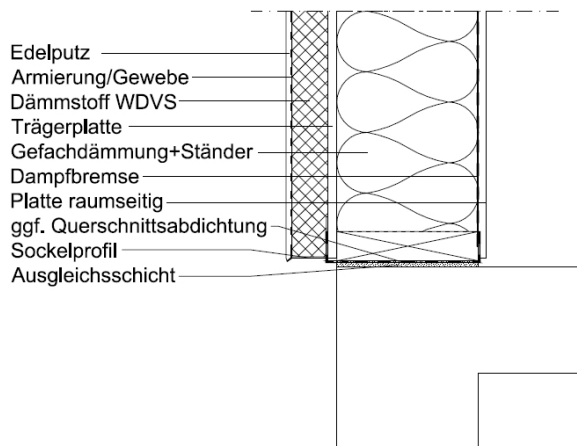 Edelputz
Armierung/Gewebe
Dämmstoff WDVS
Trägerplatte
Gefachdämmung+Ständer
Dampfbremse
Platte raumseitig
ggf. Querschnittsabdichtung
Sockelprofil
Ausgleichsschicht